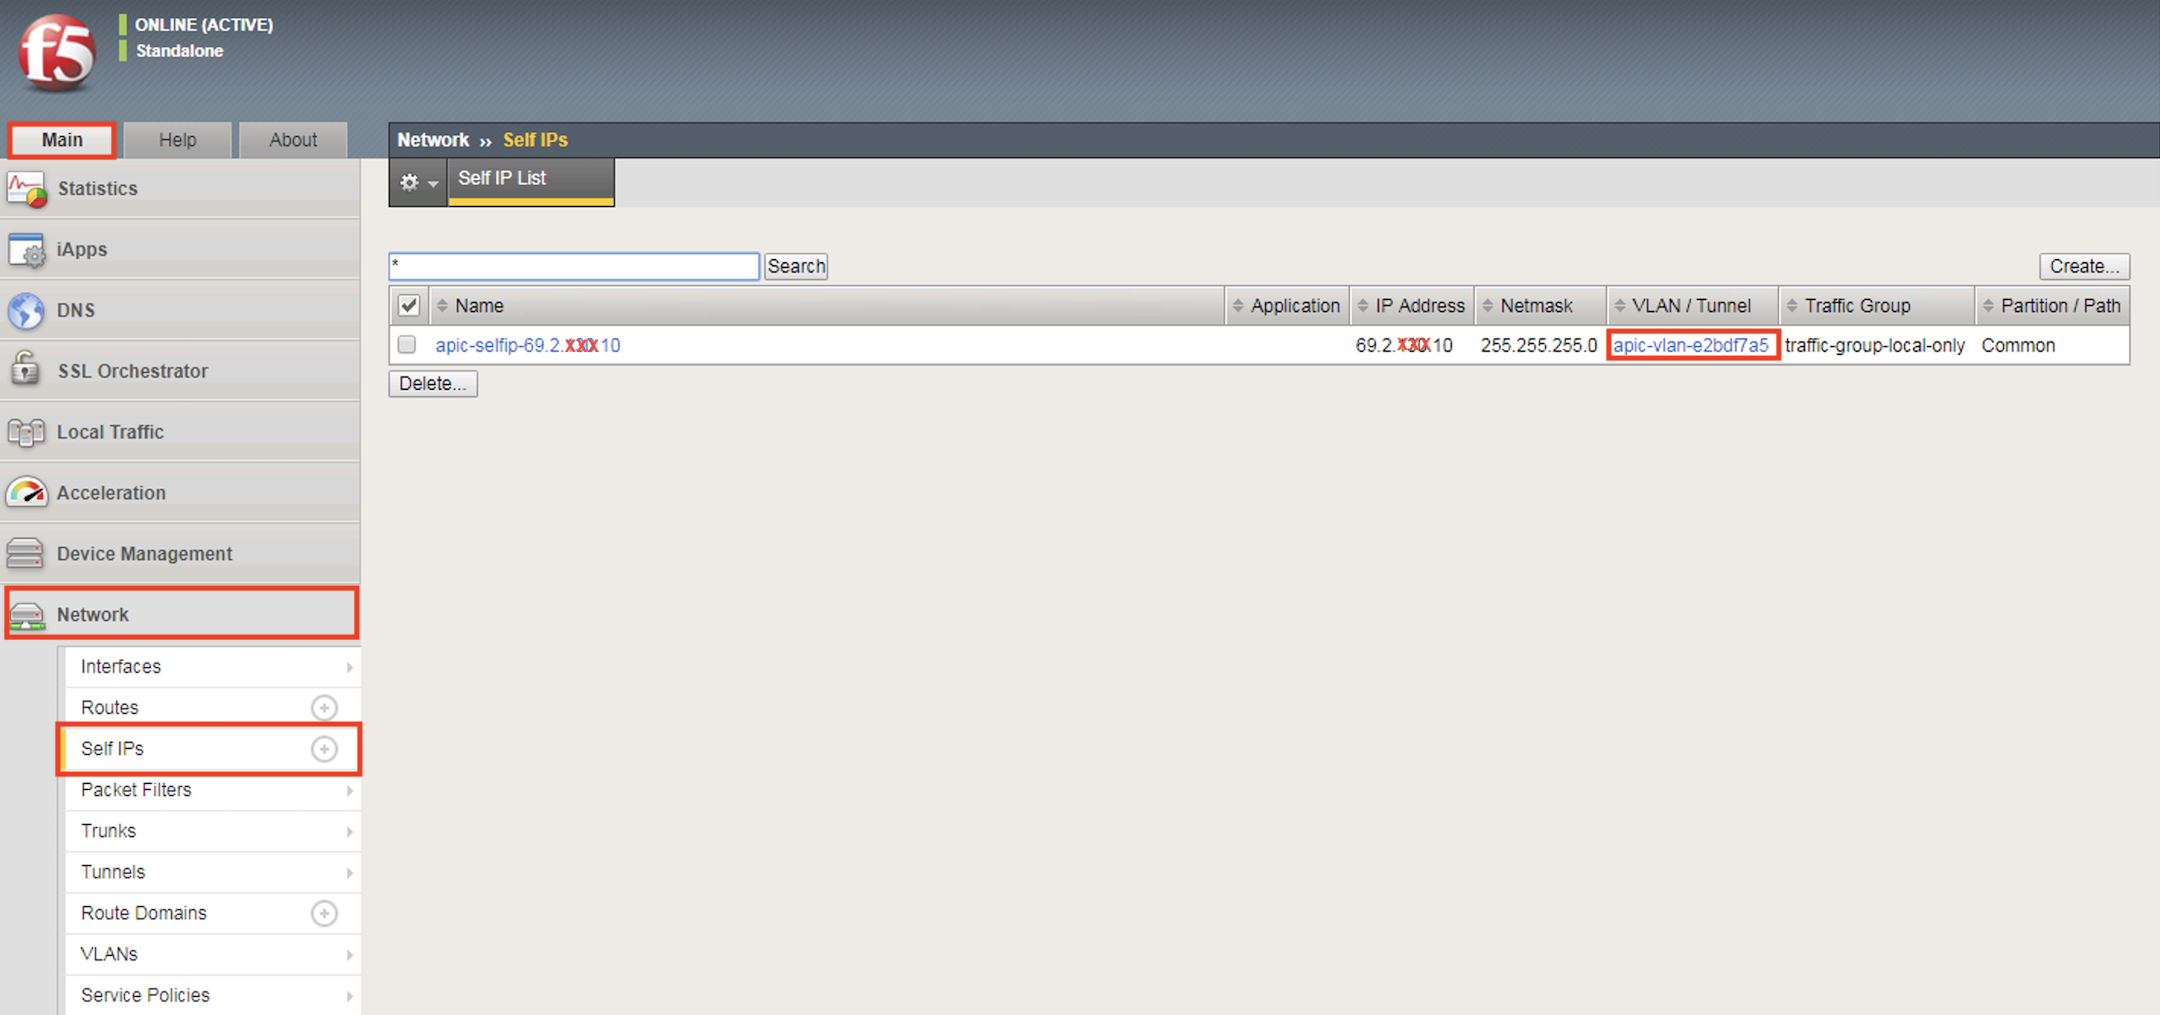 f5
ONLINE (ACTIVE)
Standalone
Main
Help
About
Network ›› Self IPs
Self IP List
Statistics
iApps
DNS
SSL Orchestrator
Local Traffic
Acceleration
Device Management
Network
Interfaces
Routes
Self IPs
Packet Filters
Trunks
Tunnels
Route Domains
VLANs
Service Policies
*
Search
Create...
Name Application IP Address Netmask VLAN / Tunnel Traffic Group Partition / Path
apic-selfip-69.2.XXX10 69.2.XXX10 255.255.255.0 apic-vlan-e2bdf7a5 traffic-group-local-only Common
Delete...